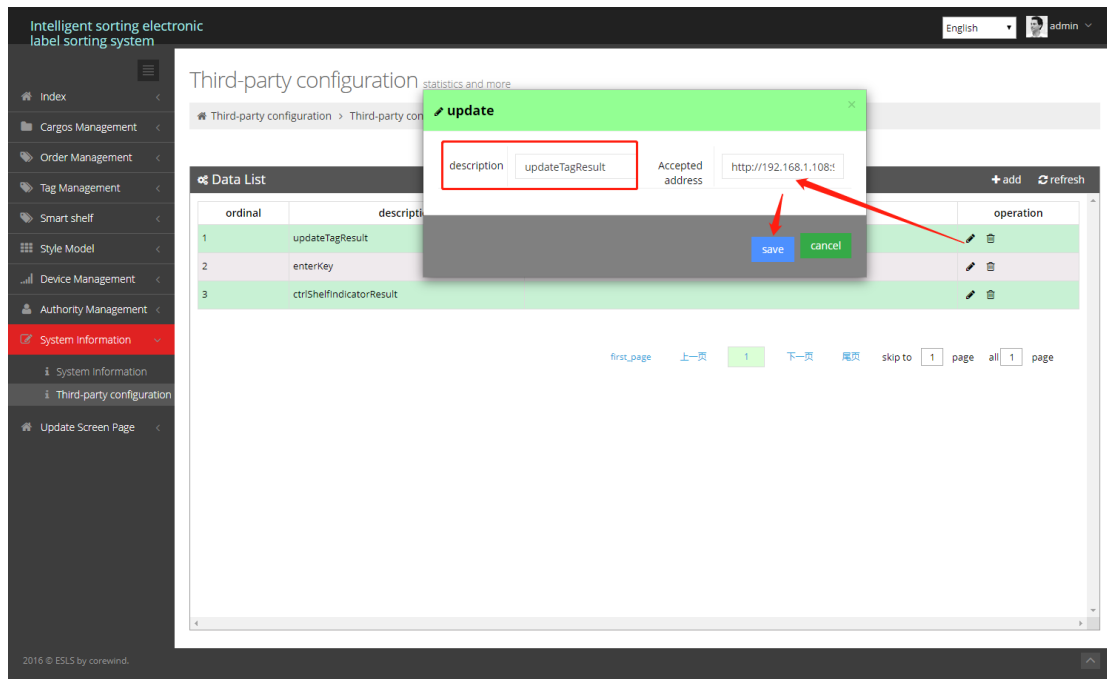 Intelligent sorting electronic
label sorting system
English
admin
Index
Cargos Management
Order Management
Tag Management
Smart shelf
Style Model
Device Management
Authority Management
System Information
System Information
Third-party configuration
Update Screen Page
Third-party configuration statistics and more
Third-party configuration > Third-party con
update
×
description
updateTagResult
Accepted
address
http://192.168.1.108:9
save
cancel
Data List
add
refresh
ordinal
descripti
operation
1
updateTagResult
2
enterKey
3
ctrlShelfIndicatorResult
first_page
上一页
1
下一页
尾页
skip to 1 page all 1 page
2016 © ESLS by corewind.